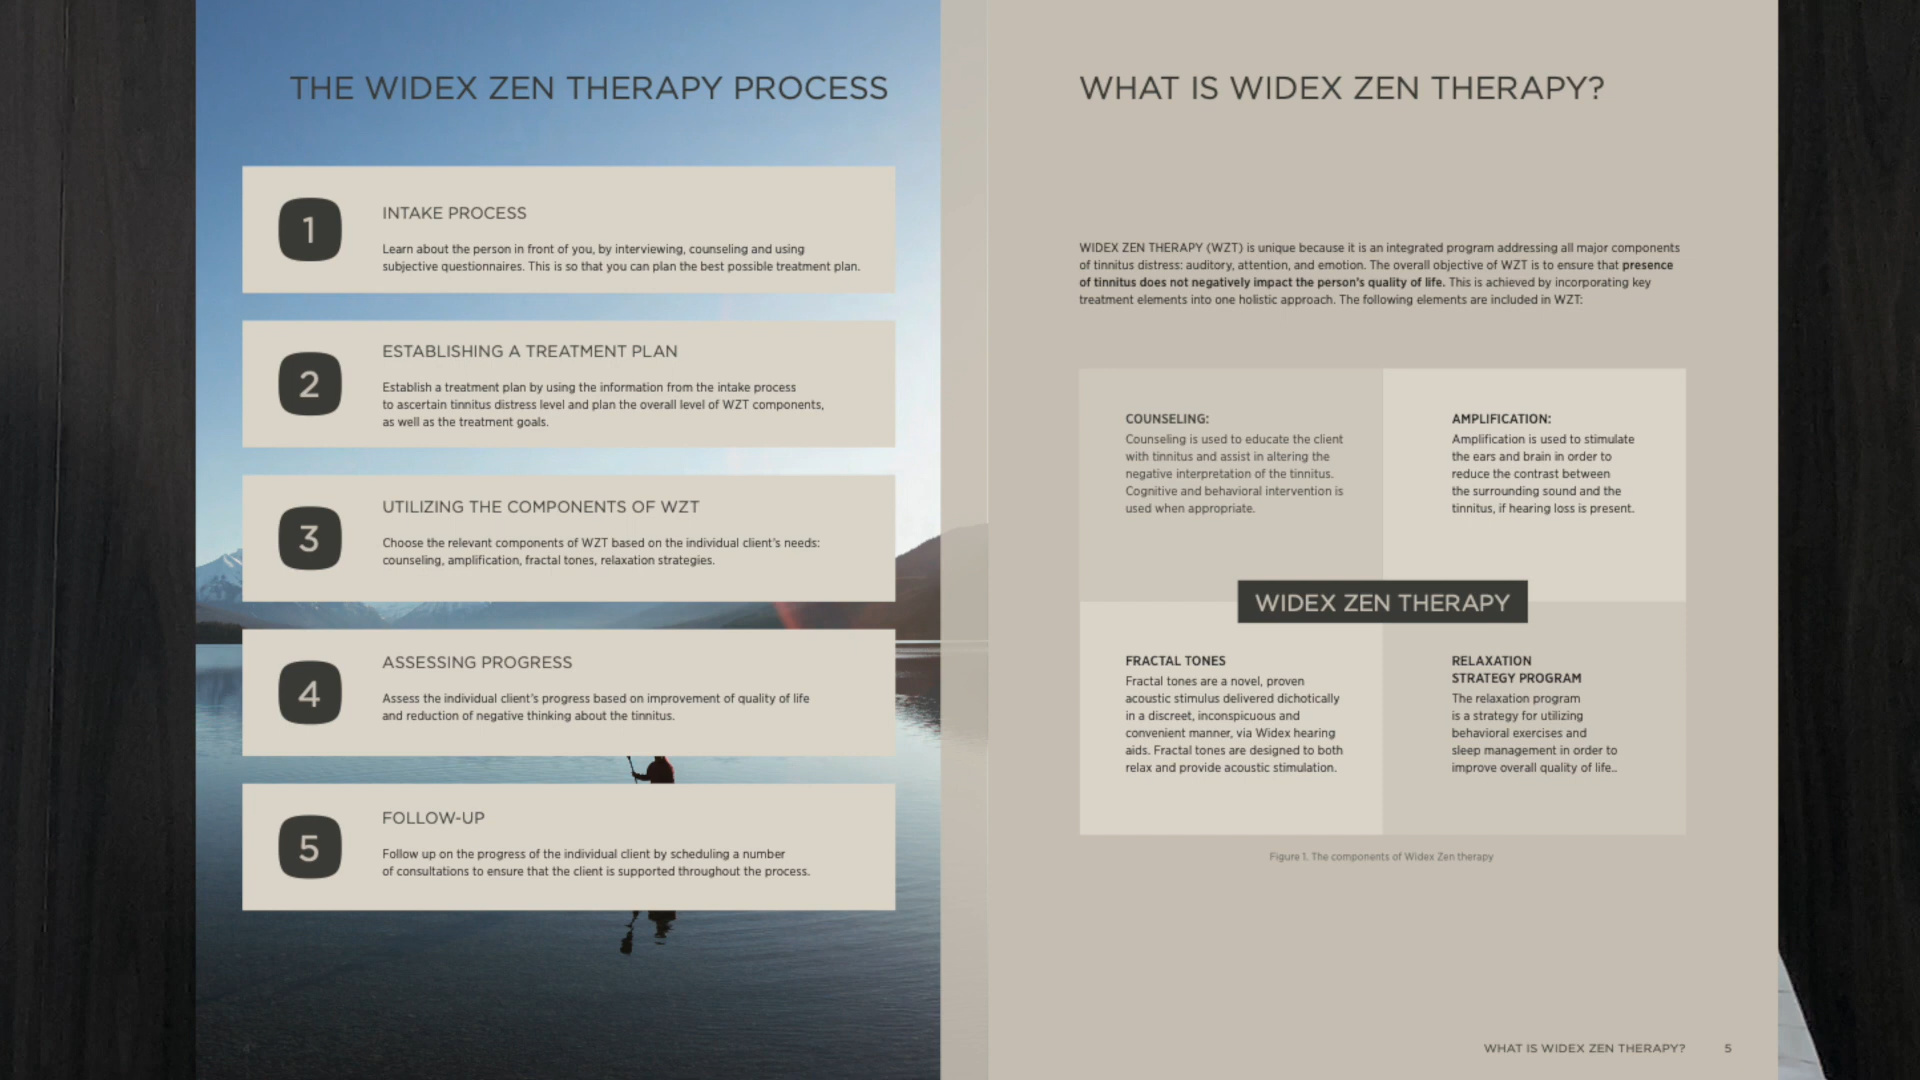 THE WIDEX ZEN THERAPY PROCESS
1
INTAKE PROCESS
Learn about the person in front of you, by interviewing, counseling and using
subjective questionnaires. This is so that you can plan the best possible treatment plan.
2
ESTABLISHING A TREATMENT PLAN
Establish a treatment plan by using the information from the intake process
to ascertain tinnitus distress level and plan the overall level of WZT components,
as well as the treatment goals.
3
UTILIZING THE COMPONENTS OF WZT
Choose the relevant components of WZT based on the individual client's needs:
counseling, amplification, fractal tones, relaxation strategies.
4
ASSESSING PROGRESS
Assess the individual client's progress based on improvement of quality of life
and reduction of negative thinking about the tinnitus.
5
FOLLOW-UP
Follow up on the progress of the individual client by scheduling a number
of consultations to ensure that the client is supported throughout the process.
WHAT IS WIDEX ZEN THERAPY?
WIDEX ZEN THERAPY (WZT) is unique because it is an integrated program addressing all major components
of tinnitus distress: auditory, attention, and emotion. The overall objective of WZT is to ensure that presence
of tinnitus does not negatively impact the person's quality of life. This is achieved by incorporating key
treatment elements into one holistic approach. The following elements are included in WZT:
COUNSELING:
Counseling is used to educate the client
with tinnitus and assist in altering the
negative interpretation of the tinnitus.
Cognitive and behavioral intervention is
used when appropriate.
AMPLIFICATION:
Amplification is used to stimulate
the ears and brain in order to
reduce the contrast between
the surrounding sound and the
tinnitus, if hearing loss is present.
WIDEX ZEN THERAPY
FRACTAL TONES
Fractal tones are a novel, proven
acoustic stimulus delivered dichotically
in a discreet, inconspicuous and
convenient manner, via Widex hearing
aids. Fractal tones are designed to both
relax and provide acoustic stimulation.
RELAXATION
STRATEGY PROGRAM
The relaxation program
is a strategy for utilizing
behavioral exercises and
sleep management in order to
improve overall quality of life..
Figure 1. The components of Widex Zen therapy
WHAT IS WIDEX ZEN THERAPY? 5